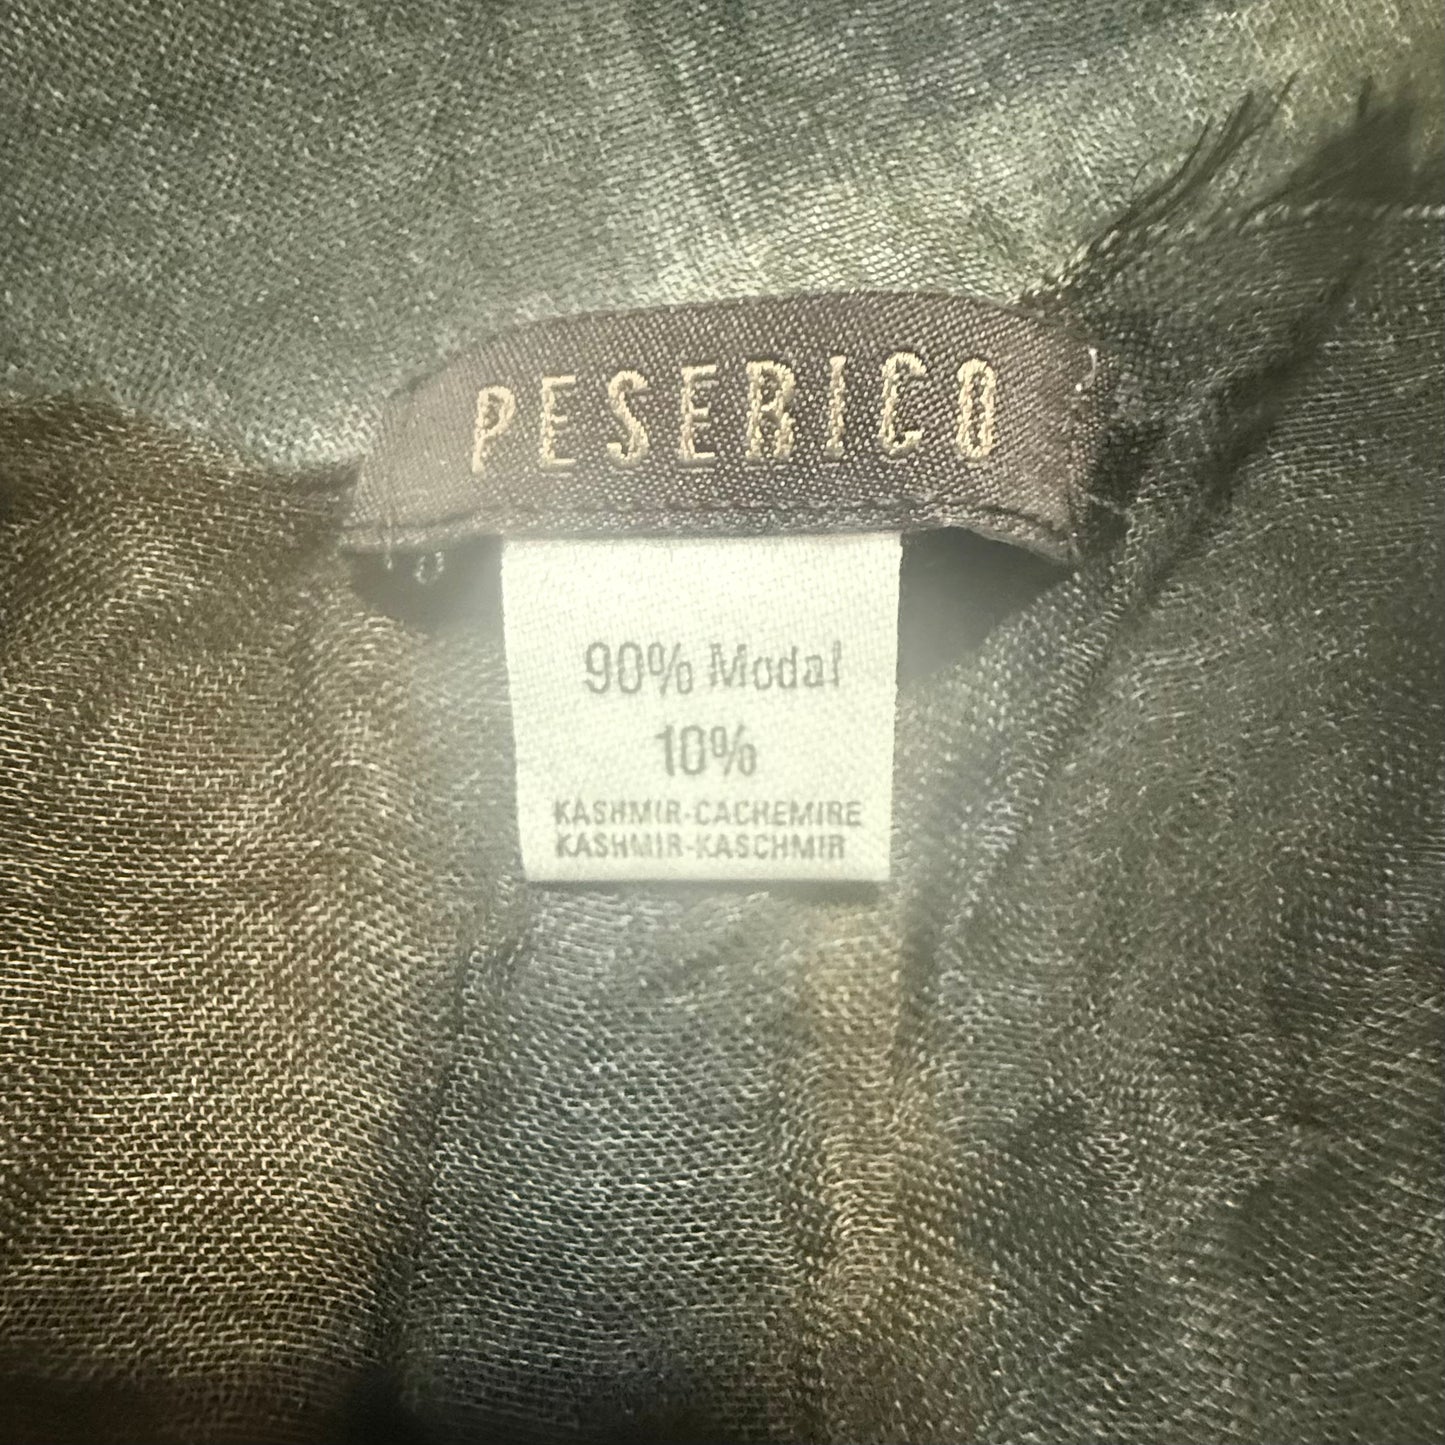 PESERICO
90% Modal
10%
KASHMIR-CACHEMIRE
KASHMIR-KASCHMIR